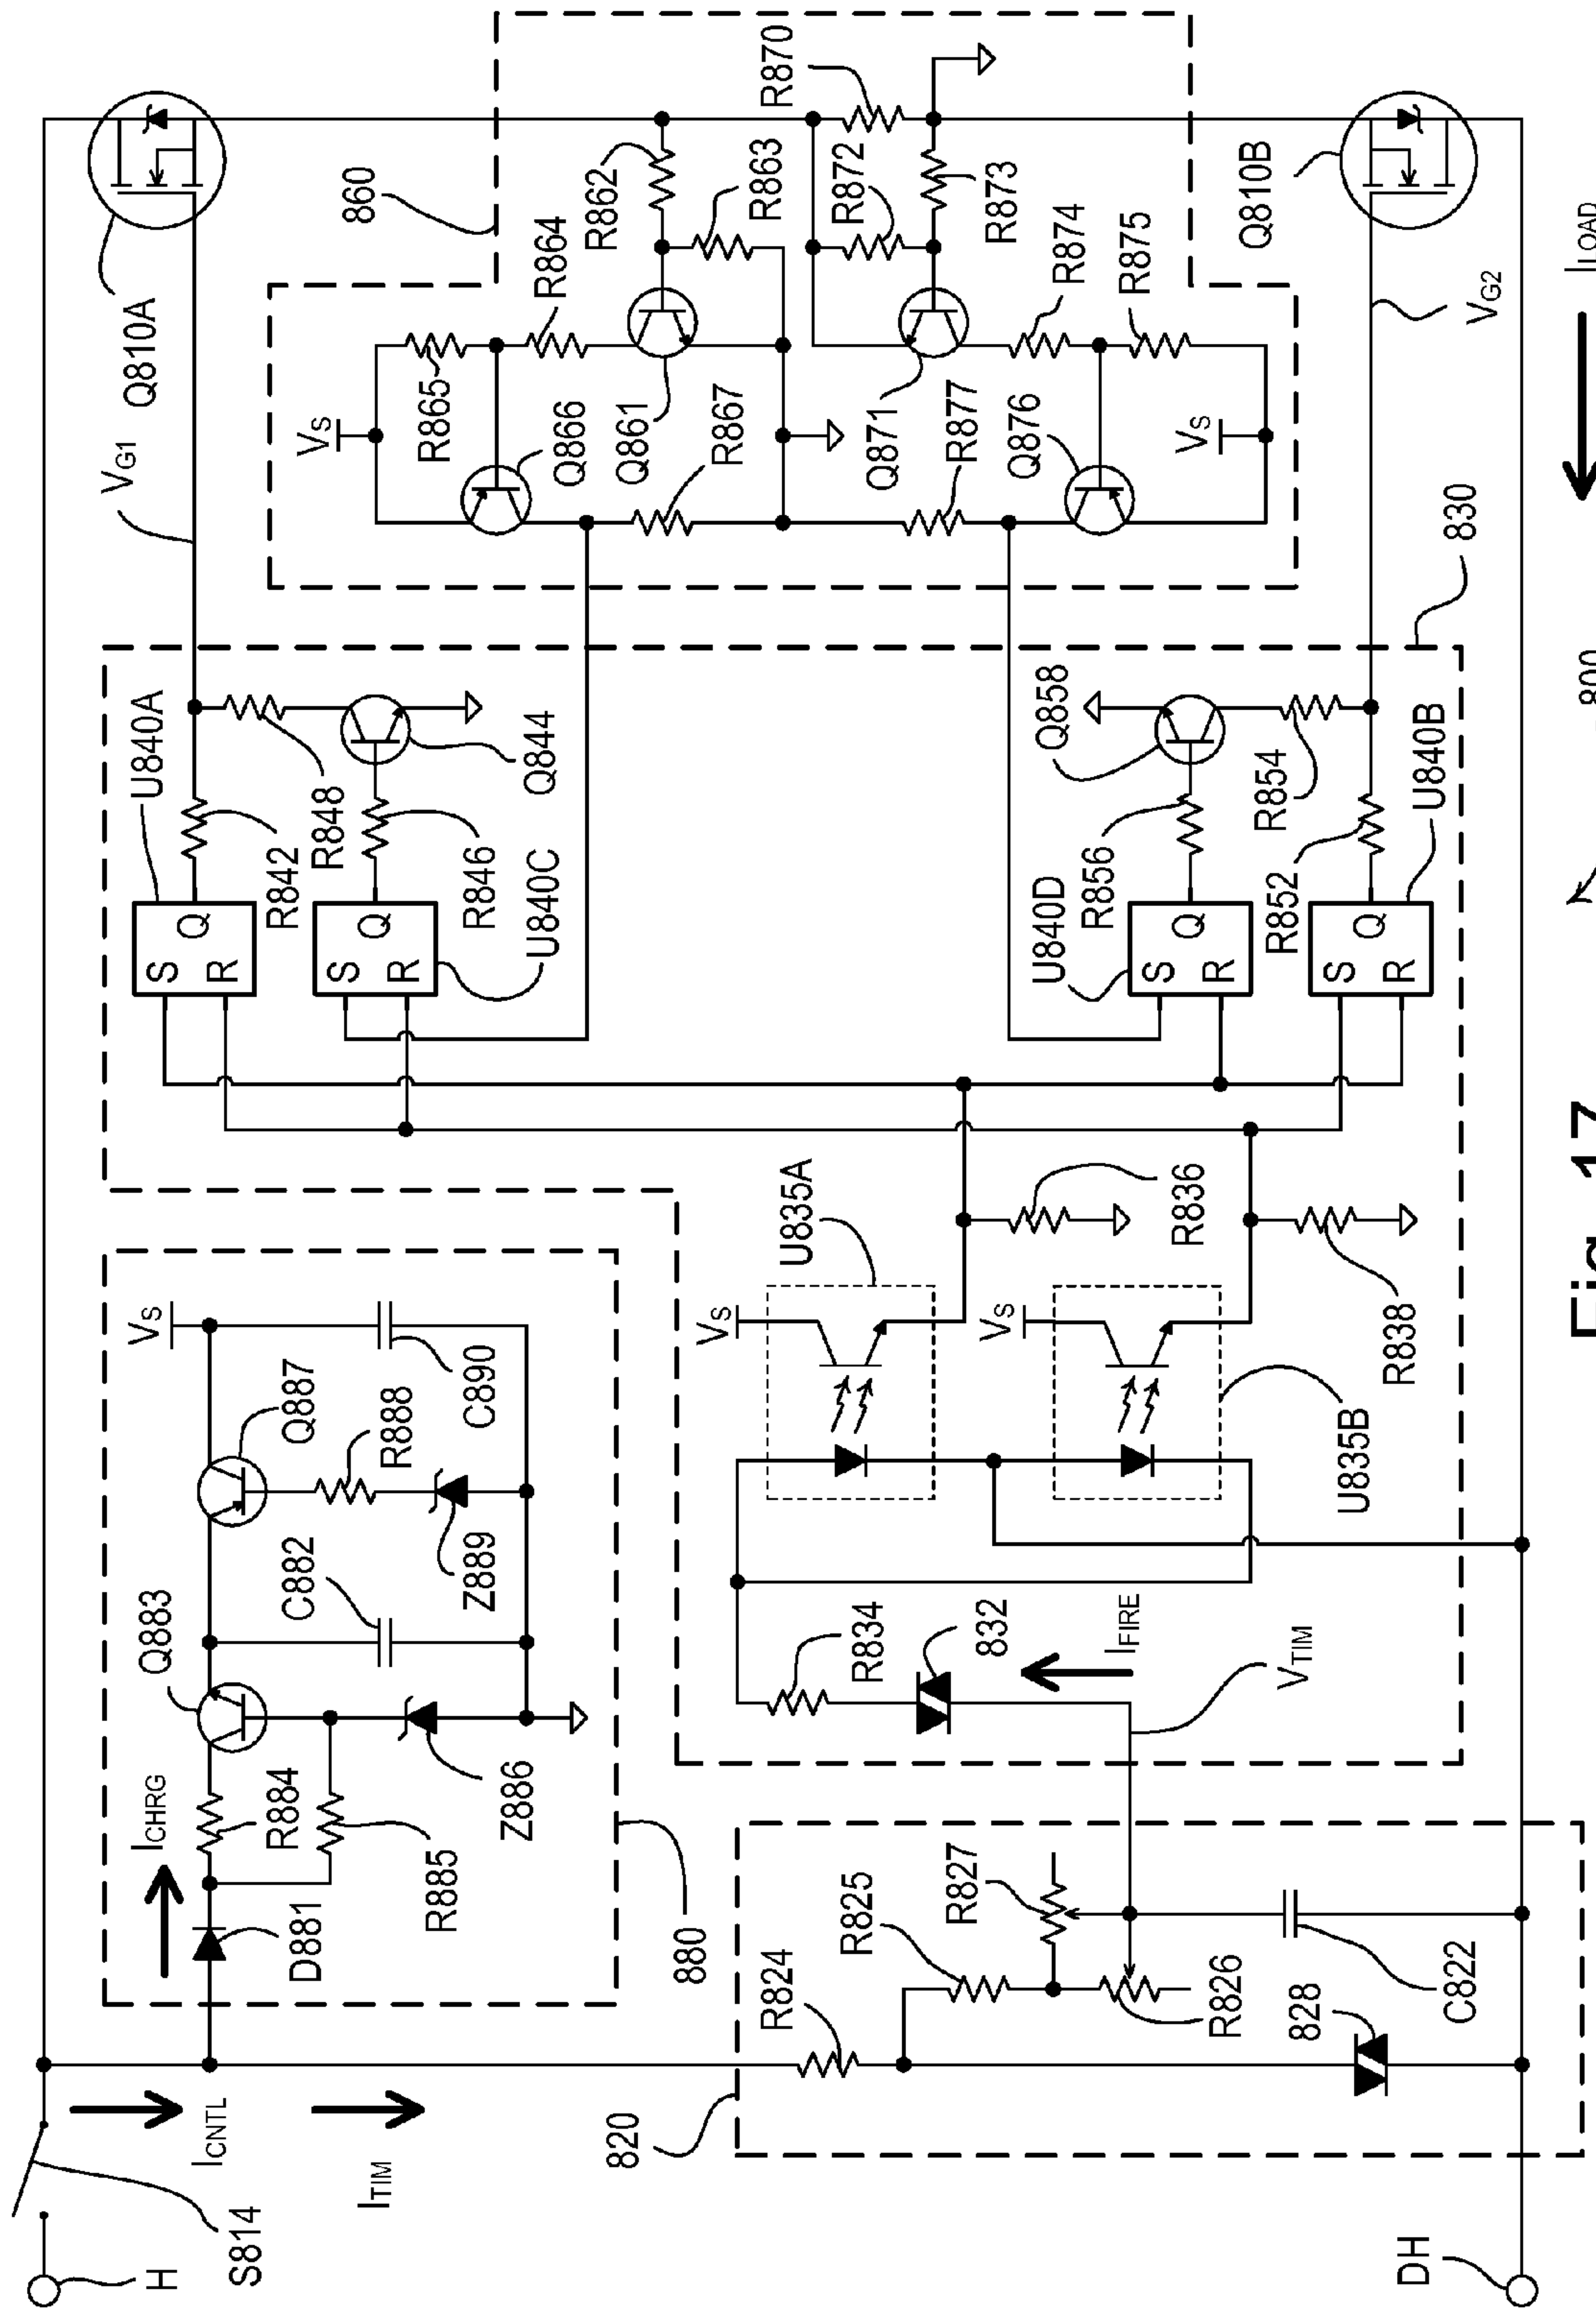 H
S814
I_CNTL
I_TIM
DH
820
R824
R825
R827
R826
828
C822
880
I_CHRG
D881
R884
R885
Z886
Q883
C882
Z889
R888
Q887
C890
V_S
R834
832
I_FIRE
V_TIM
V_S
U835A
R836
V_S
U835B
R838
830
U840A
S
Q
R
R842
R848
Q844
S
Q
R
R846
U840C
U840D
S
Q
R
R856
Q858
R854
R852
S
Q
R
U840B
V_G1
Q810A
860
V_S
R865
R864
Q866
Q861
R867
R862
R863
R870
R872
R873
Q871
R877
R874
R875
Q876
V_S
Q810B
V_G2
I_LOAD
800